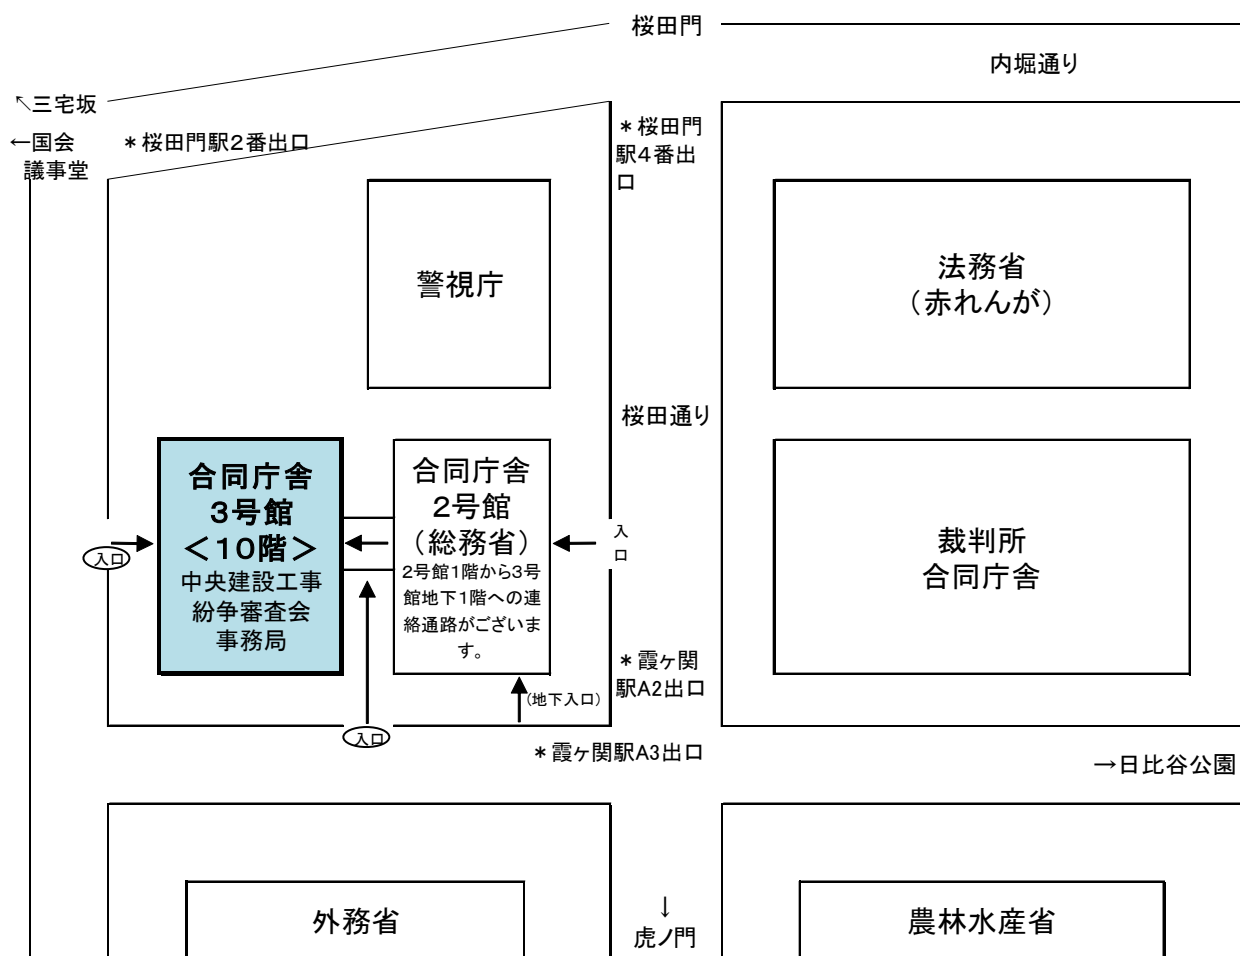 桜田門
内堀通り
↖三宅坂
←国会
議事堂
＊桜田門駅２番出口
＊桜田門
駅４番出
口
警視庁
法務省
（赤れんが）
桜田通り
合同庁舎
３号館
＜１０階＞
中央建設工事
紛争審査会
事務局
合同庁舎
２号館
（総務省）
２号館１階から３号
館地下１階への連
絡通路がございま
す。
入
口
入口
裁判所
合同庁舎
＊霞ヶ関
駅A2出口
(地下入口)
入口
＊霞ヶ関駅A3出口
→日比谷公園
外務省
↓
虎ノ門
農林水産省